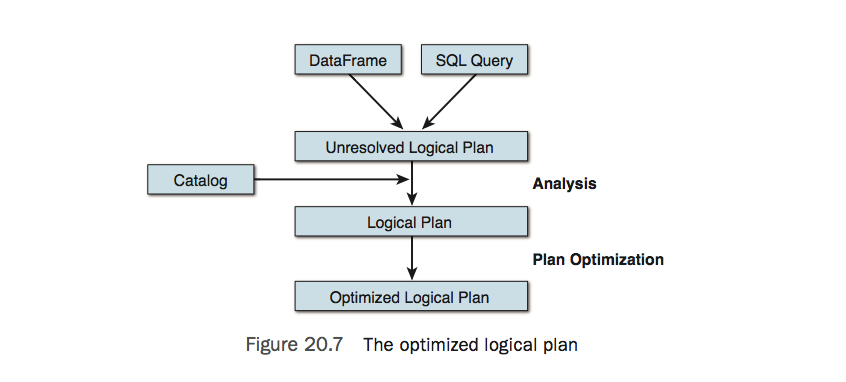 DataFrame
SQL Query
Unresolved Logical Plan
Catalog
Analysis
Logical Plan
Plan Optimization
Optimized Logical Plan
Figure 20.7 The optimized logical plan